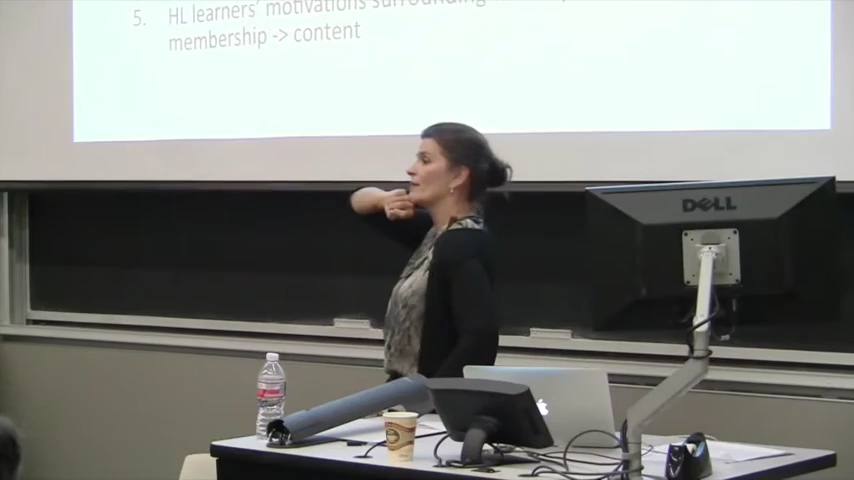 5. HL learners' motivations surrounding
membership -> content
DELL